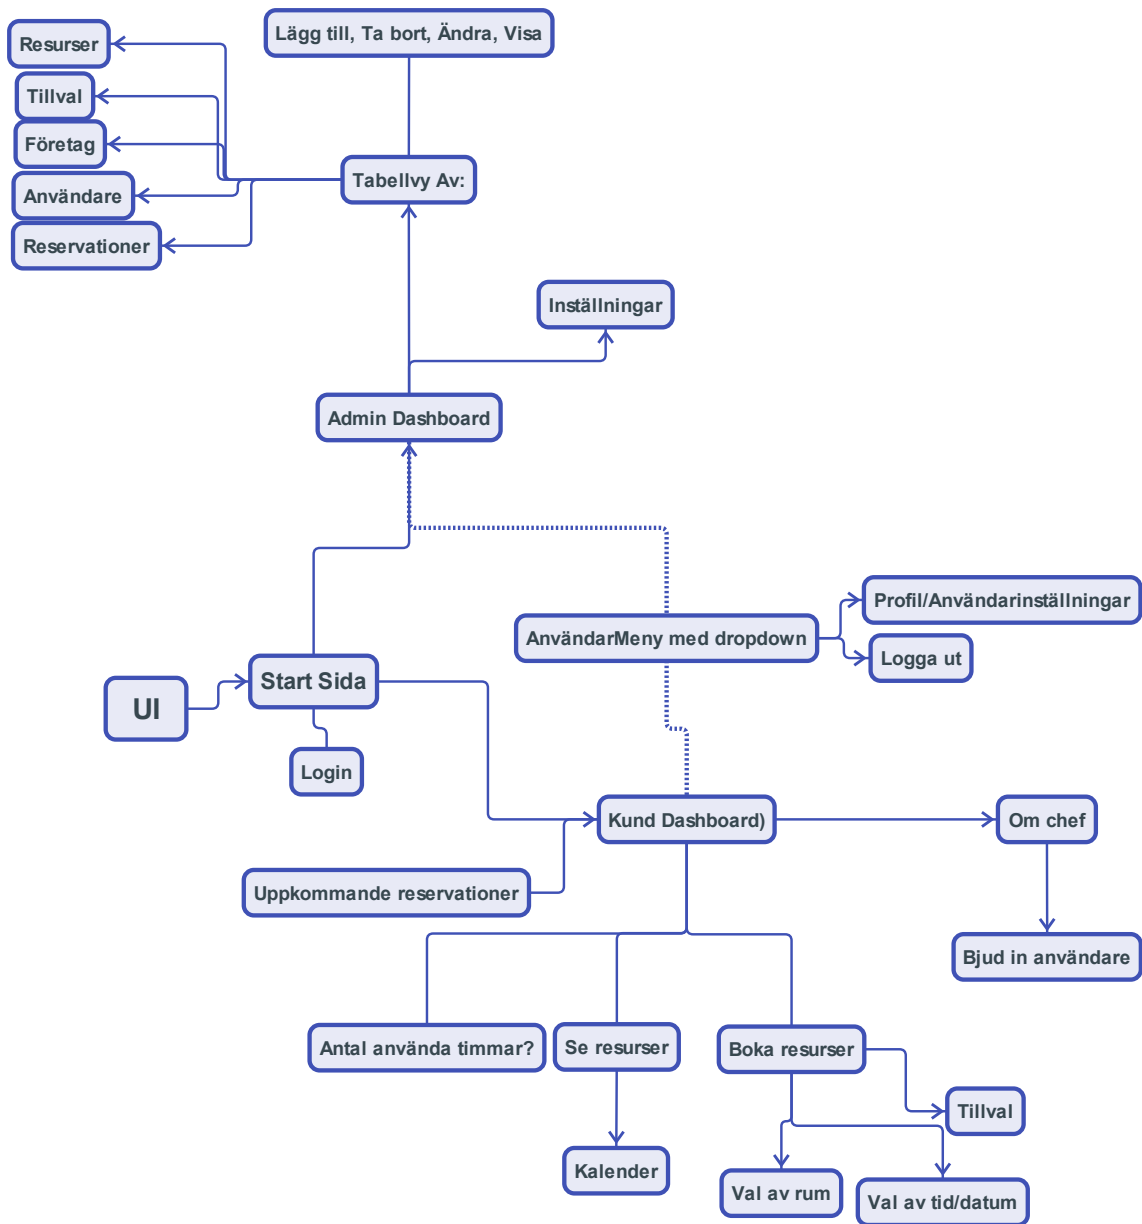 Lägg till, Ta bort, Ändra, Visa
Resurser
Tillval
Företag
Användare
Reservationer
Tabellvy Av:
Inställningar
Admin Dashboard
Profil/Användarinställningar
AnvändarMeny med dropdown
Logga ut
Start Sida
UI
Login
Kund Dashboard)
Om chef
Uppkommande reservationer
Bjud in användare
Antal använda timmar?
Se resurser
Boka resurser
Tillval
Kalender
Val av rum
Val av tid/datum